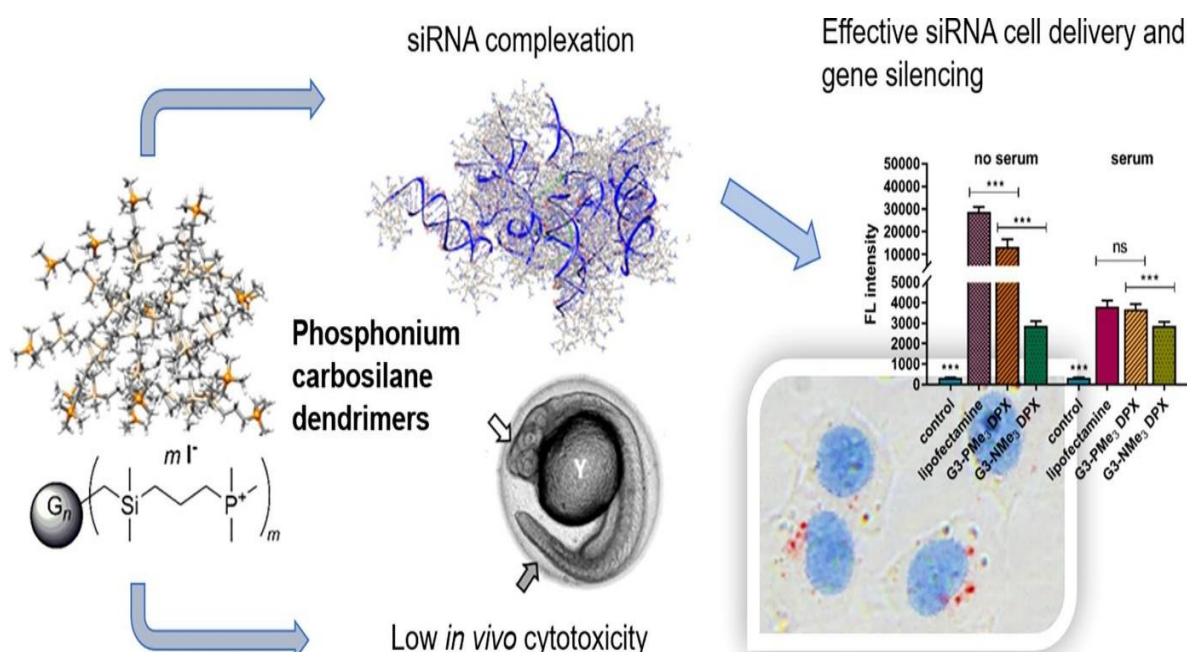 siRNA complexation
Effective siRNA cell delivery and
gene silencing
Phosphonium
carbosilane
dendrimers
m I⁻
Gₙ
Si
P⁺
m
Y
Low in vivo cytotoxicity
no serum
serum
FL intensity
50000
40000
30000
20000
10000
5000
4000
3000
2000
1000
0
***
***
***
ns
***
***
control
lipofectamine
G3-PMe₃ DPX
G3-NMe₃ DPX
control
lipofectamine
G3-PMe₃ DPX
G3-NMe₃ DPX